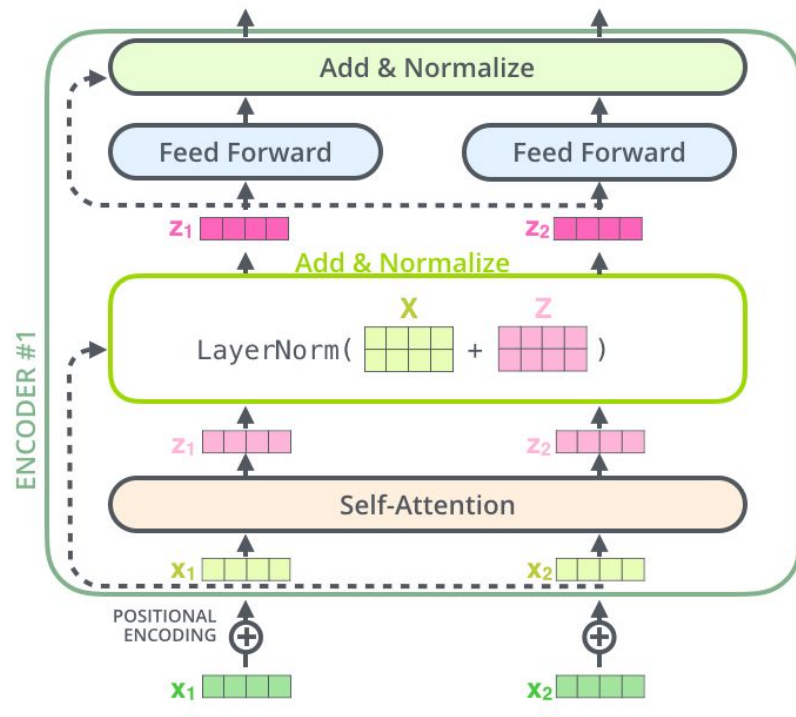 Add & Normalize
Feed Forward Feed Forward
z1 z2
Add & Normalize
X Z
LayerNorm( + )
ENCODER #1
z1 z2
Self-Attention
x1 x2
POSITIONAL
ENCODING
x1 x2